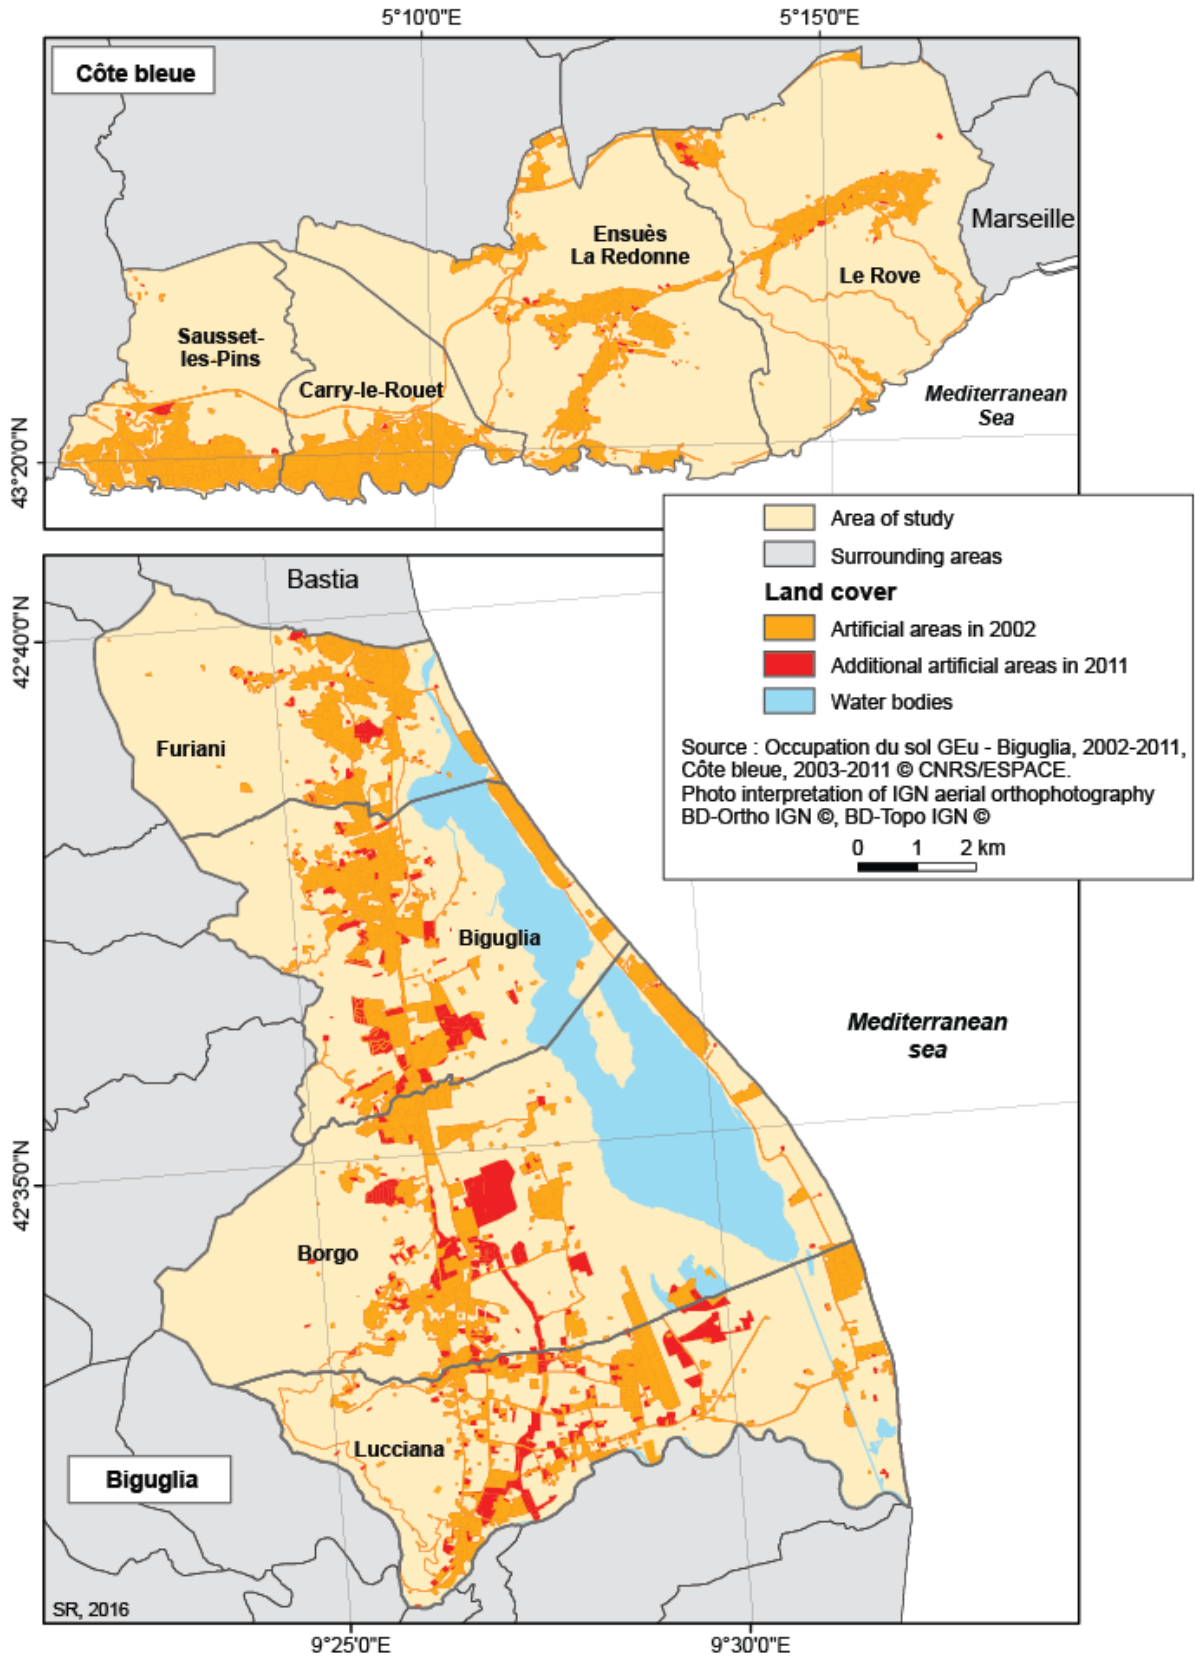 5°10'0"E
5°15'0"E
Côte bleue
Marseille
Ensuès
La Redonne
Le Rove
Sausset-
les-Pins
Carry-le-Rouet
Mediterranean
Sea
43°20'0"N
Area of study
Surrounding areas
Land cover
Artificial areas in 2002
Additional artificial areas in 2011
Water bodies
Source : Occupation du sol GEu - Biguglia, 2002-2011,
Côte bleue, 2003-2011 © CNRS/ESPACE.
Photo interpretation of IGN aerial orthophotography
BD-Ortho IGN ©, BD-Topo IGN ©
0 1 2 km
Bastia
42°40'0"N
Furiani
Biguglia
Mediterranean
sea
42°35'0"N
Borgo
Lucciana
Biguglia
SR, 2016
9°25'0"E
9°30'0"E